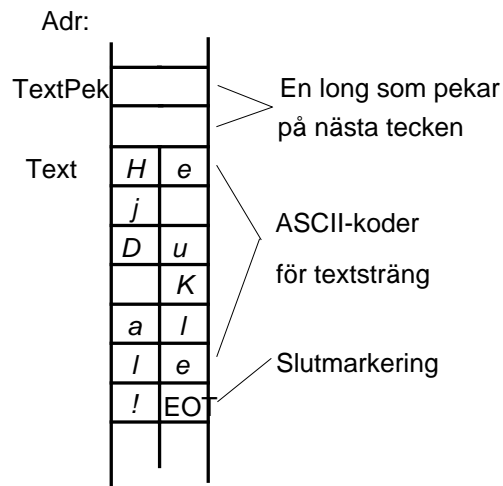 Adr:
TextPek
En long som pekar
på nästa tecken
Text
H e
j
D u
K
a l
l e
! EOT
ASCII-koder
för textsträng
Slutmarkering